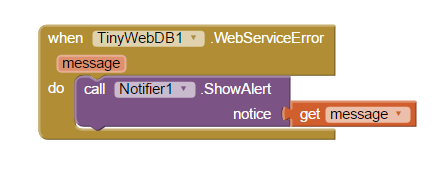 when TinyWebDB1 .WebServiceError
message
do call Notifier1 .ShowAlert
notice get message